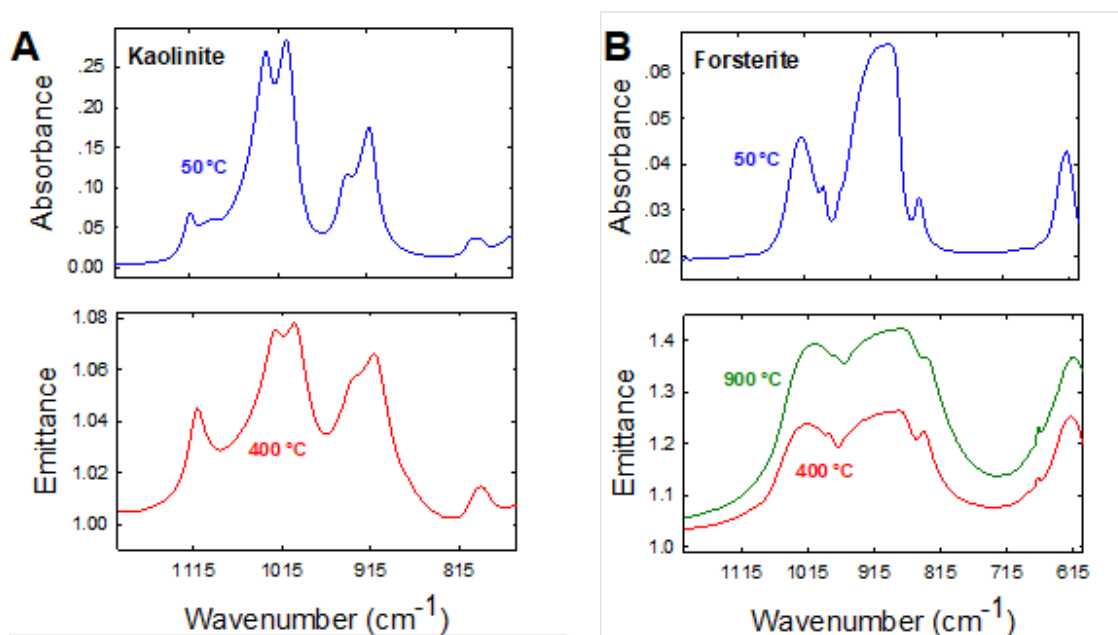 A
Kaolinite
Absorbance
.25
.20
.15
.10
.05
0.00
50 °C
Emittance
1.08
1.06
1.04
1.02
1.00
400 °C
1115 1015 915 815
Wavenumber (cm⁻¹)
B
Forsterite
Absorbance
.06
.05
.04
.03
.02
50 °C
Emittance
1.4
1.3
1.2
1.1
1.0
900 °C
400 °C
1115 1015 915 815 715 615
Wavenumber (cm⁻¹)